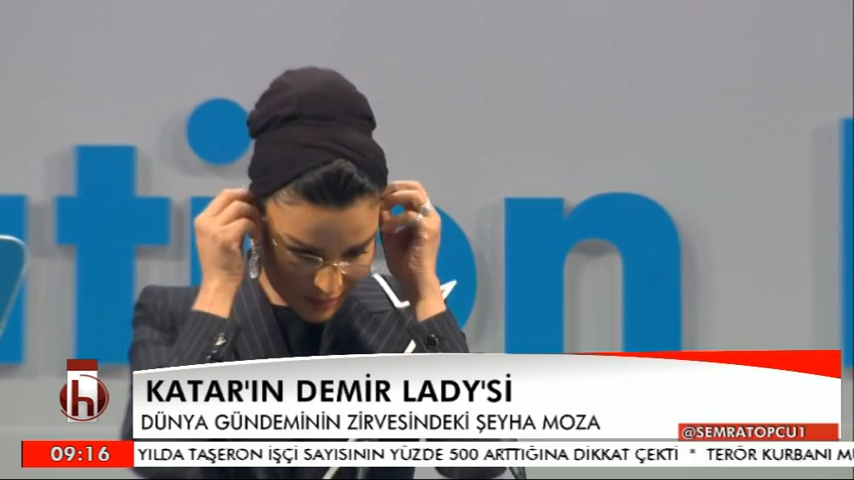 tion
h
KATAR'IN DEMİR LADY'Sİ
DÜNYA GÜNDEMİNİN ZİRVESİNDEKİ ŞEYHA MOZA
@SEMRATOPCU1
09:16 YILDA TAŞERON İŞÇİ SAYISININ YÜZDE 500 ARTTIĞINA DİKKAT ÇEKTİ * TERÖR KURBANI